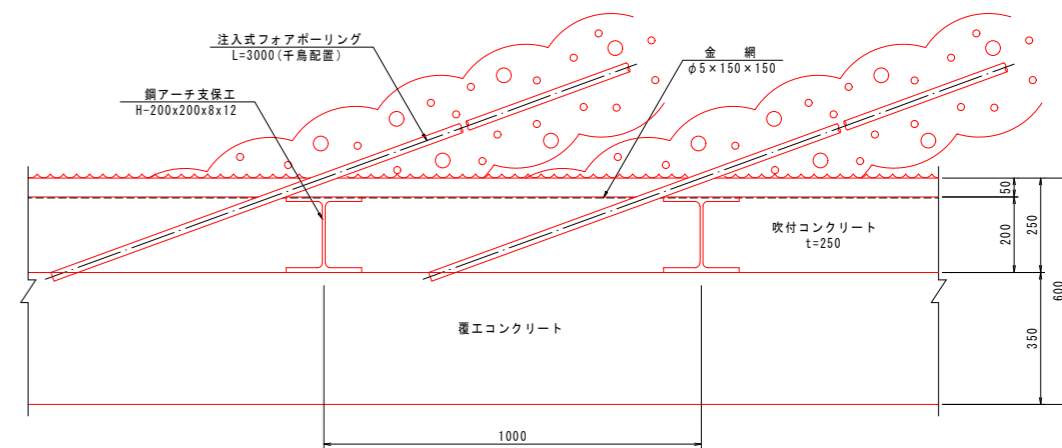 注入式フォアポーリング
L=3000(千鳥配置)
金 網
φ5×150×150
鋼アーチ支保工
H-200x200x8x12
50
吹付コンクリート
t=250
200
250
600
覆工コンクリート
350
1000